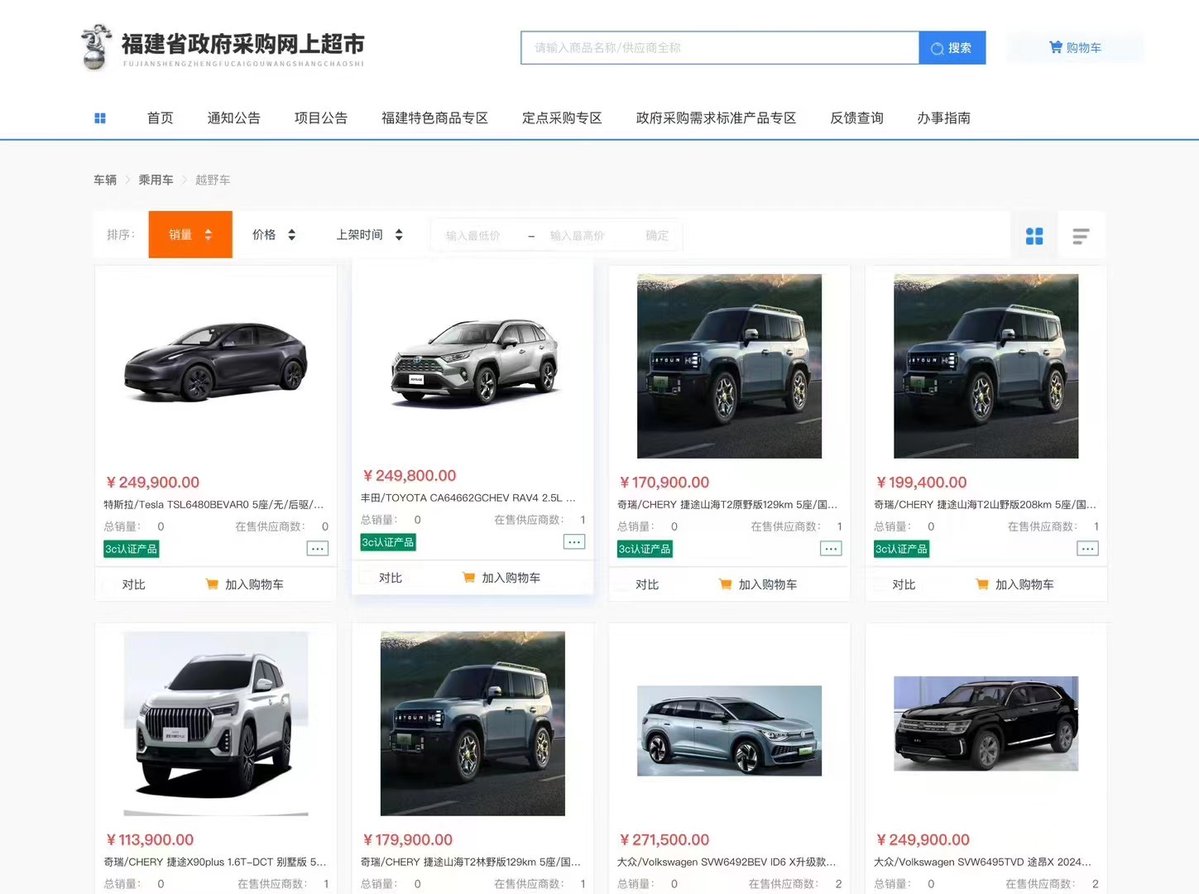 福建省政府采购网上超市
FUJIANSHENGZHENGFUCAIGOUWANGSHANGCHAOSHI
请输入商品名称/供应商全称
搜索
购物车
首页 通知公告 项目公告 福建特色商品专区 定点采购专区 政府采购需求标准产品专区 反馈查询 办事指南
车辆 > 乘用车 > 越野车
排序： 销量 价格 上架时间 输入最低价 – 输入最高价 确定
￥249,900.00
特斯拉/Tesla TSL6480BEVAR0 5座/无/后驱/...
总销量： 0 在售供应商数： 0
3c认证产品 ...
对比 加入购物车
￥249,800.00
丰田/TOYOTA CA64662GCHEV RAV4 2.5L ...
总销量： 0 在售供应商数： 1
3c认证产品 ...
对比 加入购物车
JETOUR
￥170,900.00
奇瑞/CHERY 捷途山海T2原野版129km 5座/国...
总销量： 0 在售供应商数： 1
3c认证产品 ...
对比 加入购物车
JETOUR
￥199,400.00
奇瑞/CHERY 捷途山海T2山野版208km 5座/国...
总销量： 0 在售供应商数： 1
3c认证产品 ...
对比 加入购物车
￥113,900.00
奇瑞/CHERY 捷途X90plus 1.6T-DCT 别墅版 5...
总销量： 0 在售供应商数： 1
JETOUR
￥179,900.00
奇瑞/CHERY 捷途山海T2林野版129km 5座/国...
总销量： 0 在售供应商数： 1
￥271,500.00
大众/Volkswagen SVW6492BEV ID6 X升级款...
总销量： 0 在售供应商数： 2
￥249,900.00
大众/Volkswagen SVW6495TVD 途昂X 2024...
总销量： 0 在售供应商数： 2